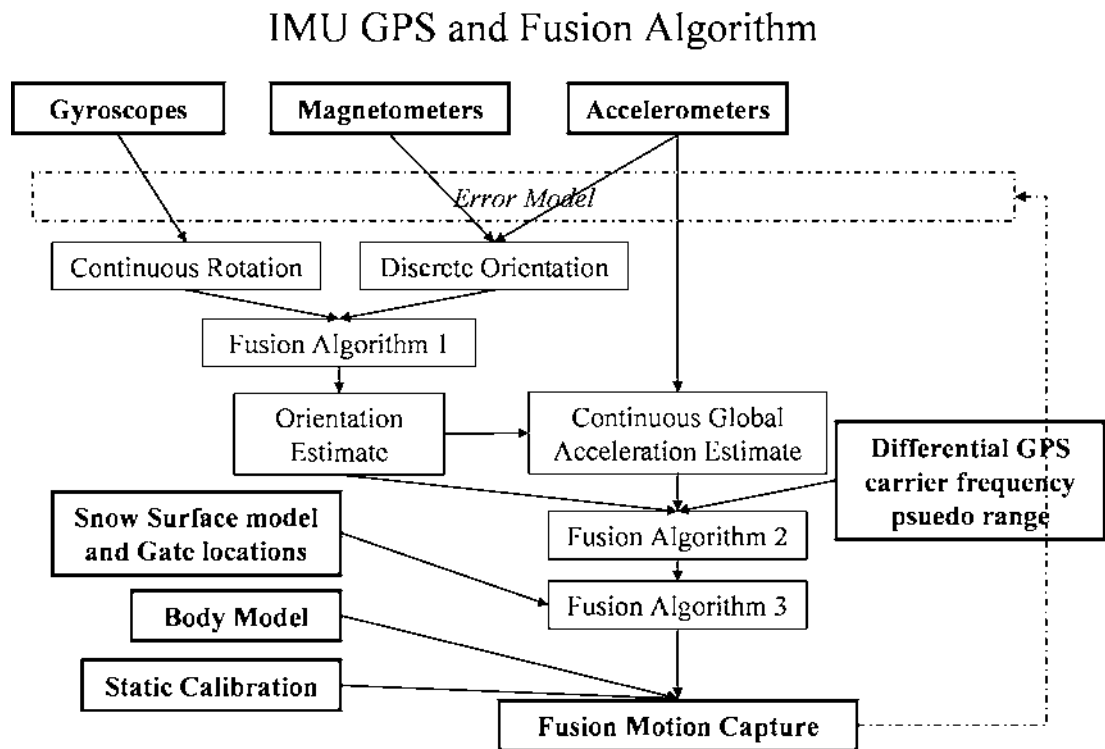 IMU GPS and Fusion Algorithm
Gyroscopes
Magnetometers
Accelerometers
Error Model
Continuous Rotation
Discrete Orientation
Fusion Algorithm 1
Orientation
Estimate
Continuous Global
Acceleration Estimate
Differential GPS
carrier frequency
psuedo range
Snow Surface model
and Gate locations
Fusion Algorithm 2
Fusion Algorithm 3
Body Model
Static Calibration
Fusion Motion Capture